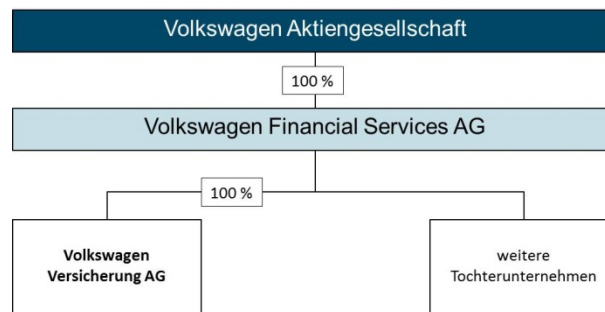 Volkswagen Aktiengesellschaft
100 %
Volkswagen Financial Services AG
100 %
Volkswagen
Versicherung AG
weitere
Tochterunternehmen